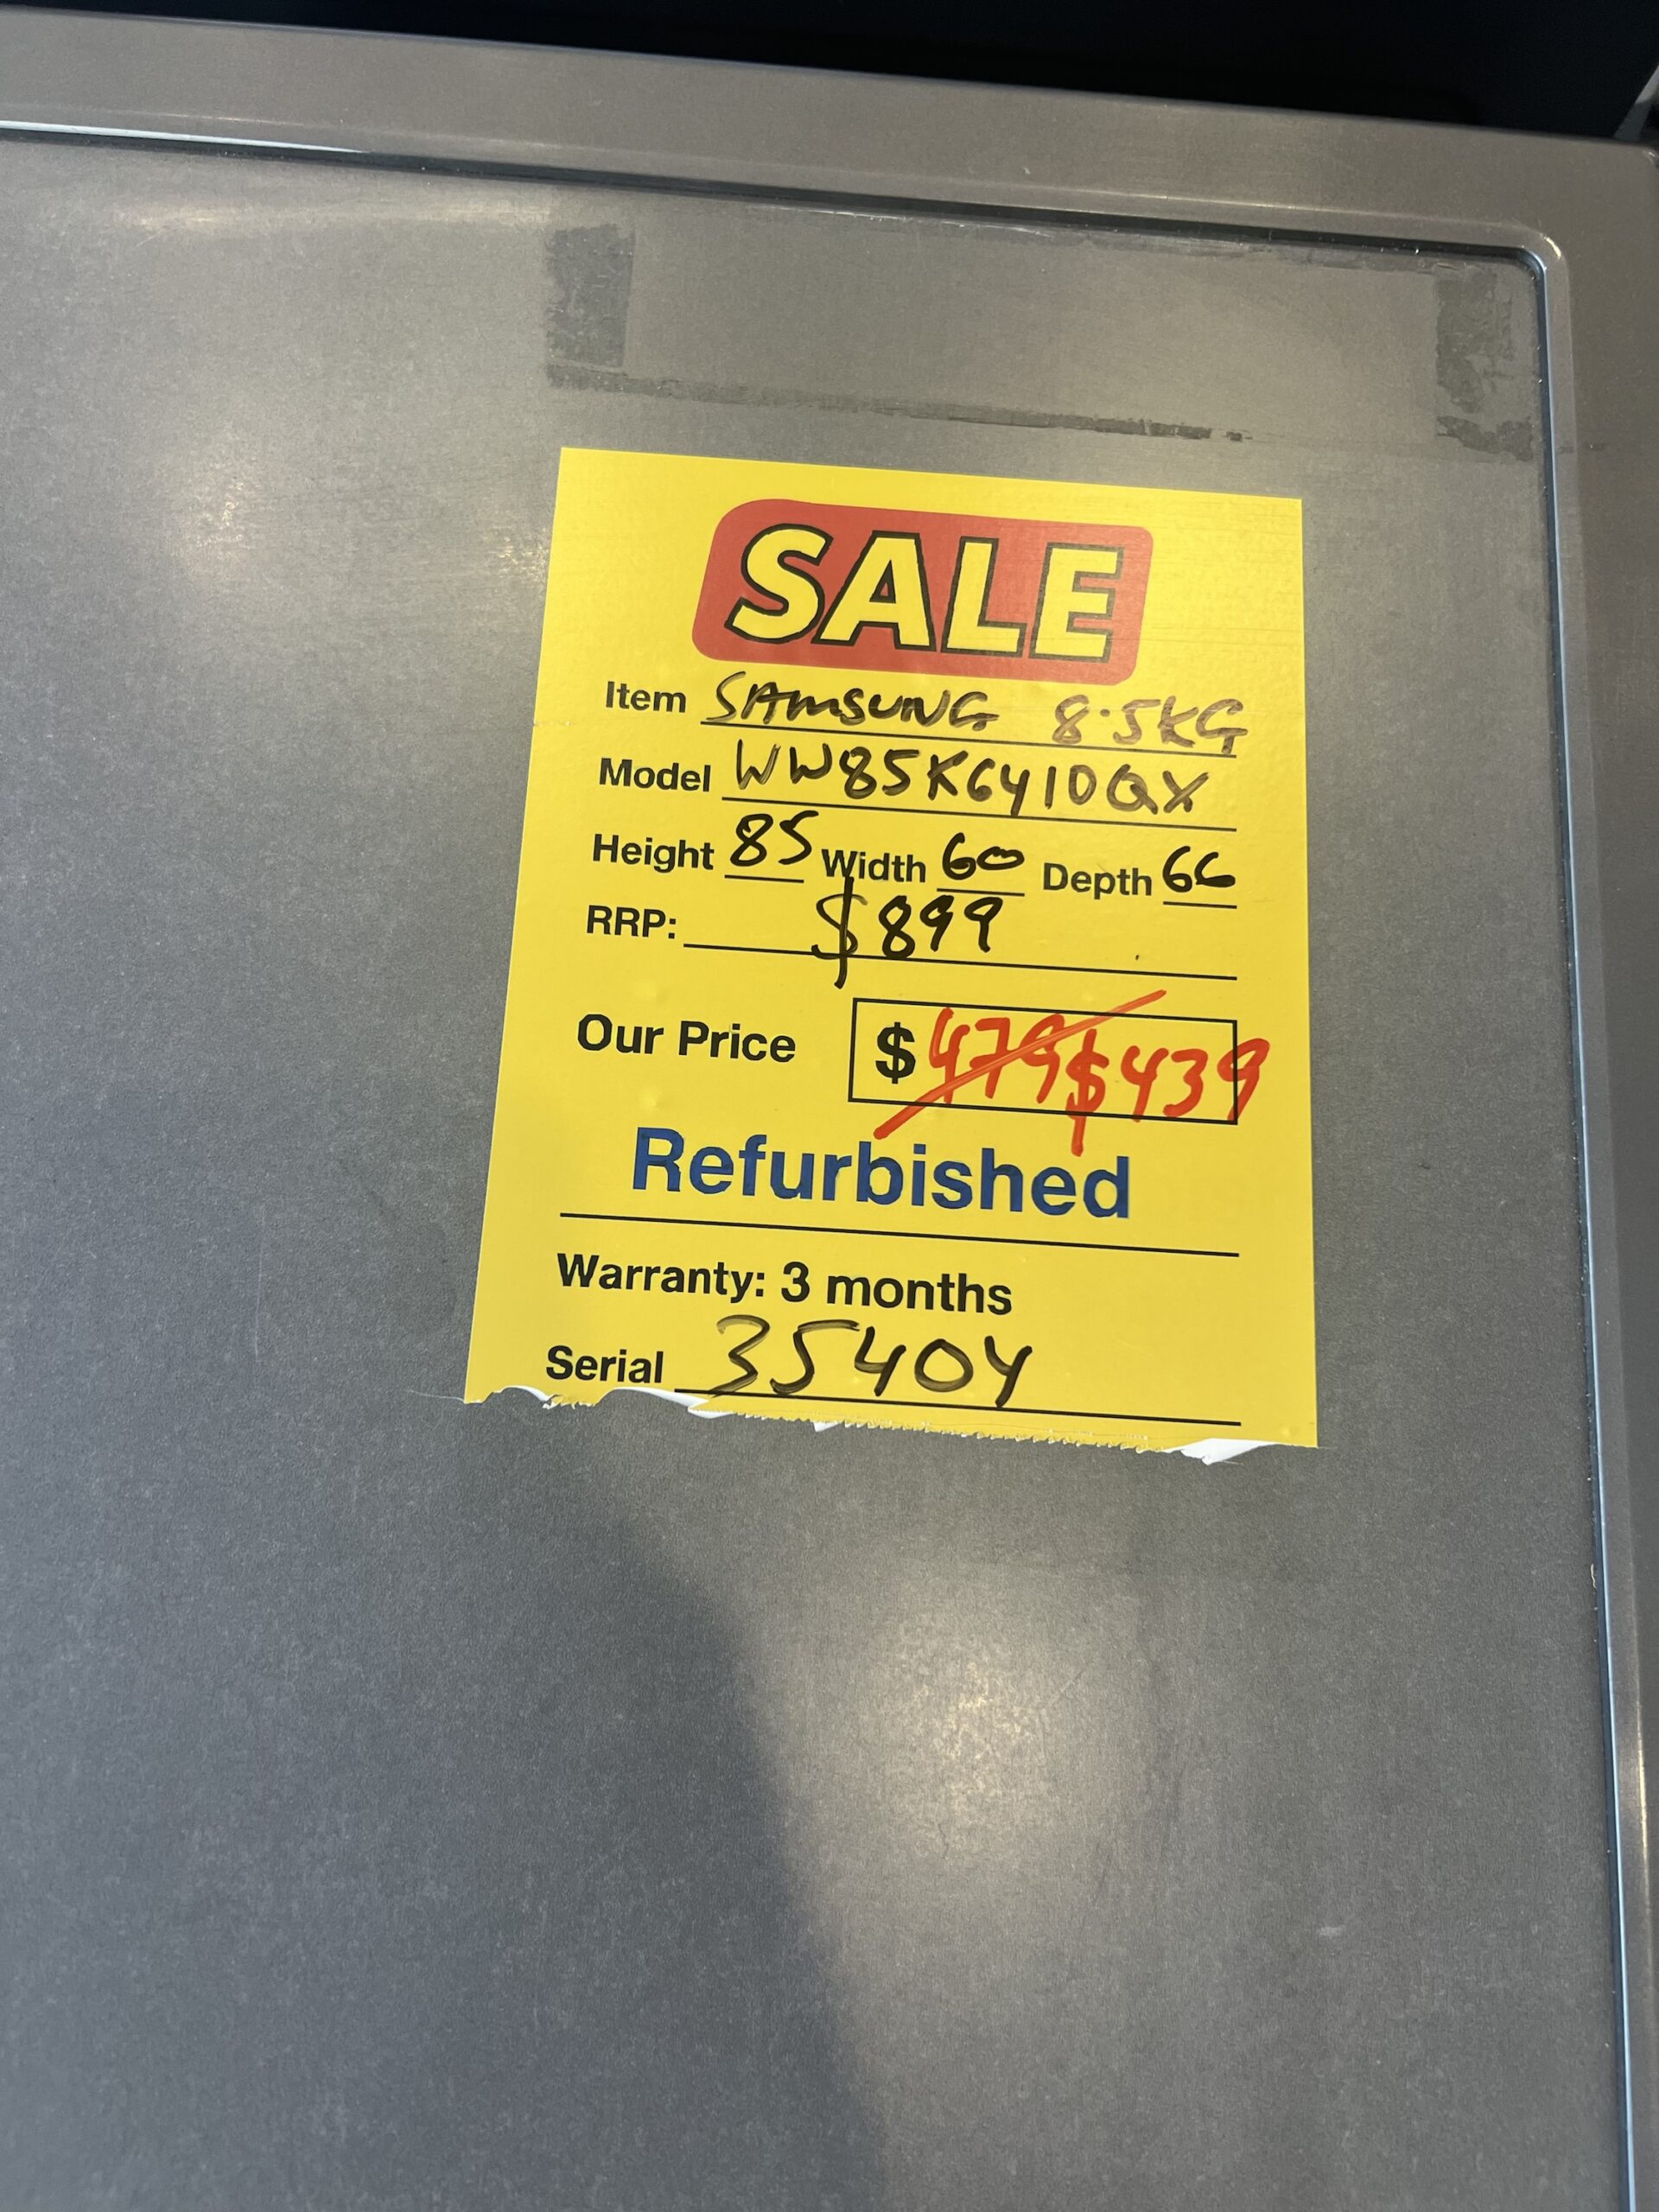 SALE
Item SAMSUNG 8.5KG
Model WW85K6410QX
Height 85 Width 60 Depth 66
RRP: $899
Our Price $479 $439
Refurbished
Warranty: 3 months
Serial 35404